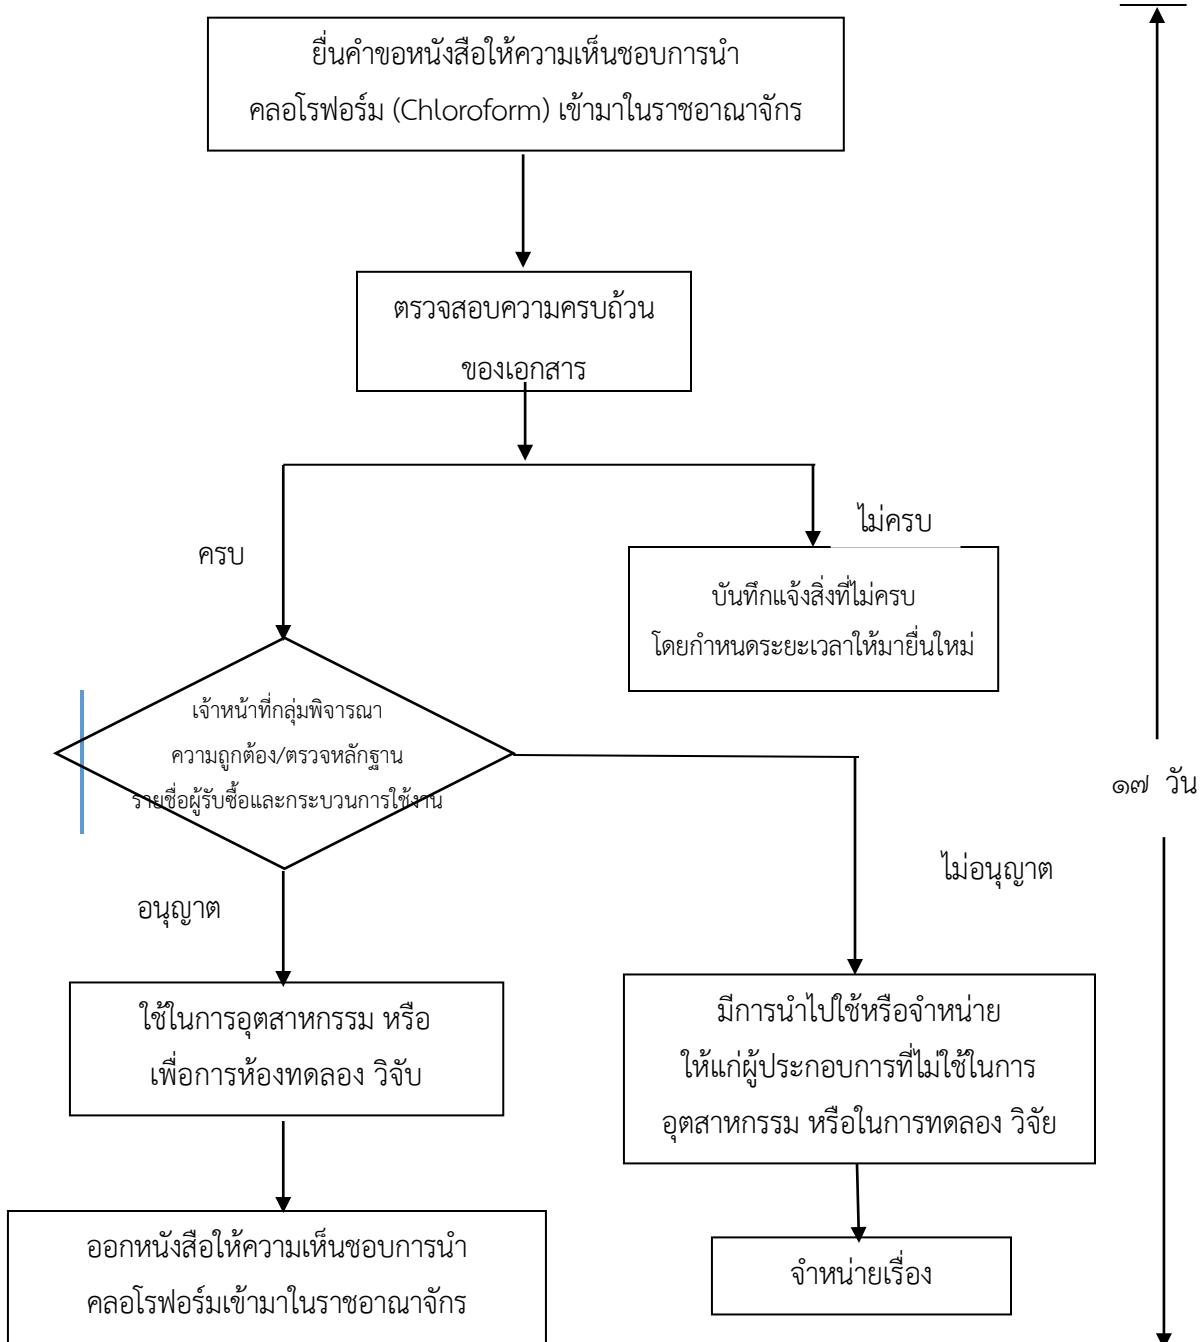 ยื่นคำขอหนังสือให้ความเห็นชอบการนำ
คลอโรฟอร์ม (Chloroform) เข้ามาในราชอาณาจักร
ตรวจสอบความครบถ้วน
ของเอกสาร
ไม่ครบ
ครบ
บันทึกแจ้งสิ่งที่ไม่ครบ
โดยกำหนดระยะเวลาให้มายื่นใหม่
เจ้าหน้าที่กลุ่มพิจารณา
ความถูกต้อง/ตรวจหลักฐาน
รายชื่อผู้รับซื้อและกระบวนการใช้งาน
๑๗ วัน
ไม่อนุญาต
อนุญาต
ใช้ในการอุตสาหกรรม หรือ
เพื่อการห้องทดลอง วิจับ
มีการนำไปใช้หรือจำหน่าย
ให้แก่ผู้ประกอบการที่ไม่ใช้ในการ
อุตสาหกรรม หรือในการทดลอง วิจัย
ออกหนังสือให้ความเห็นชอบการนำ
คลอโรฟอร์มเข้ามาในราชอาณาจักร
จำหน่ายเรื่อง